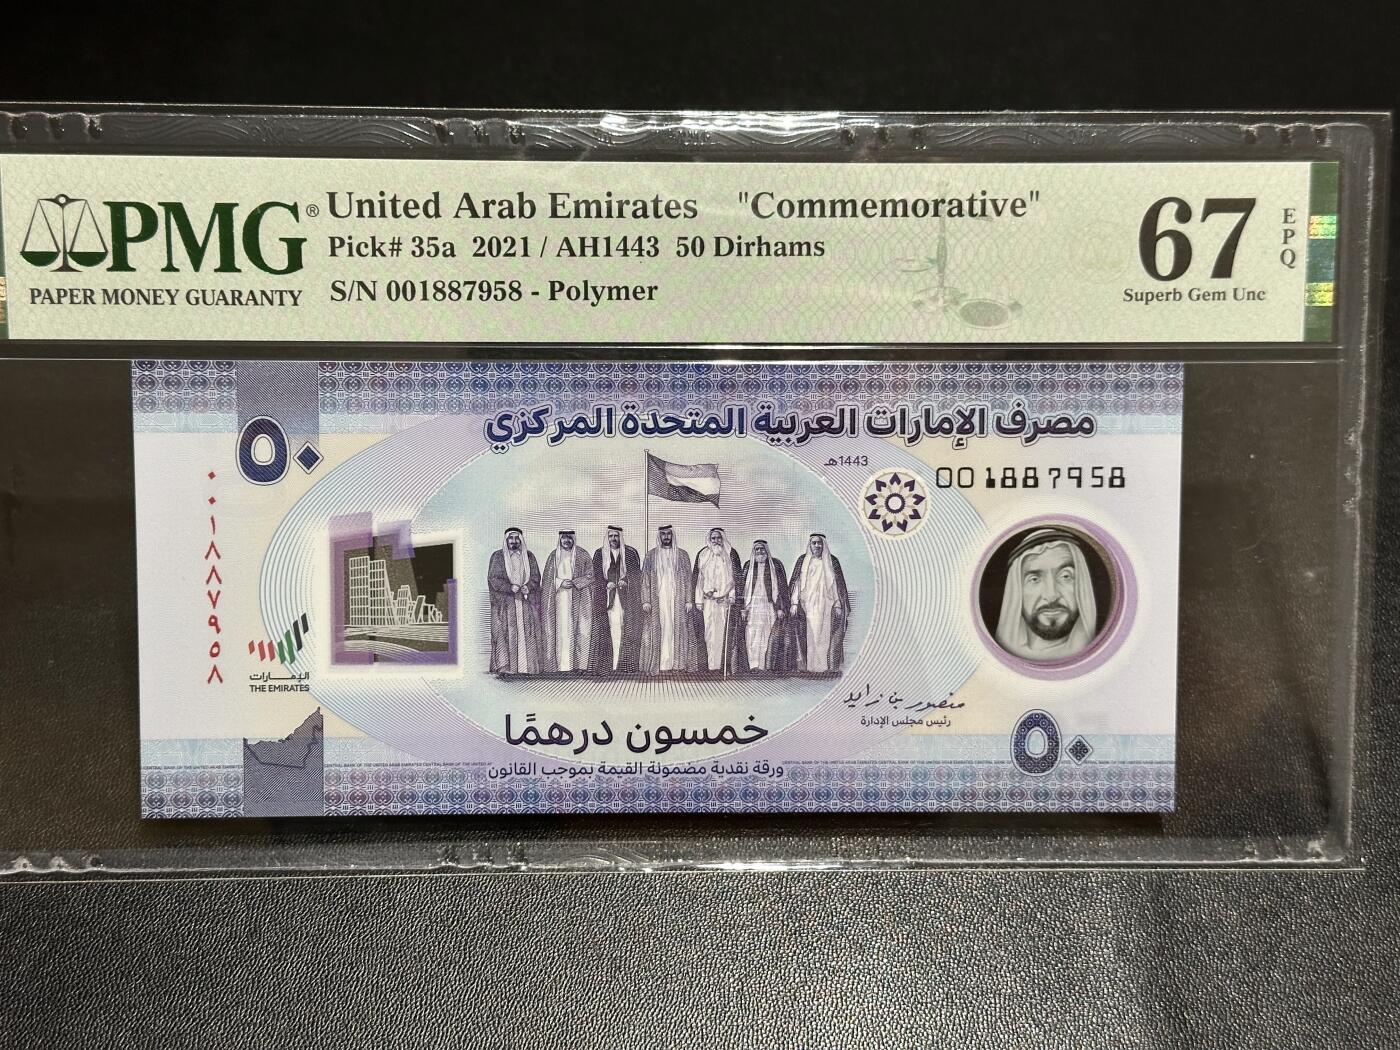 PMG® United Arab Emirates "Commemorative" 67 EPQ
Pick# 35a 2021 / AH1443 50 Dirhams
PAPER MONEY GUARANTY S/N 001887958 - Polymer Superb Gem Unc
مصرف الإمارات العربية المتحدة المركزي
٥٠
1443هـ
001887958
٠٠١٨٨٧٩٥٨
الإمارات
THE EMIRATES
منصور بن زايد
رئيس مجلس الإدارة
خمسون درهمًا
٥٠
ورقة نقدية مضمونة القيمة بموجب القانون